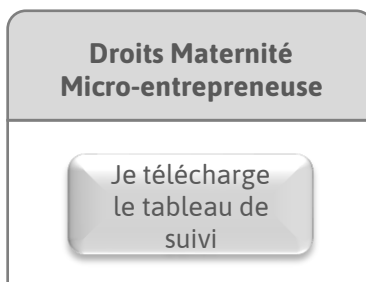 Droits Maternité
Micro-entrepreneuse
Je télécharge
le tableau de
suivi